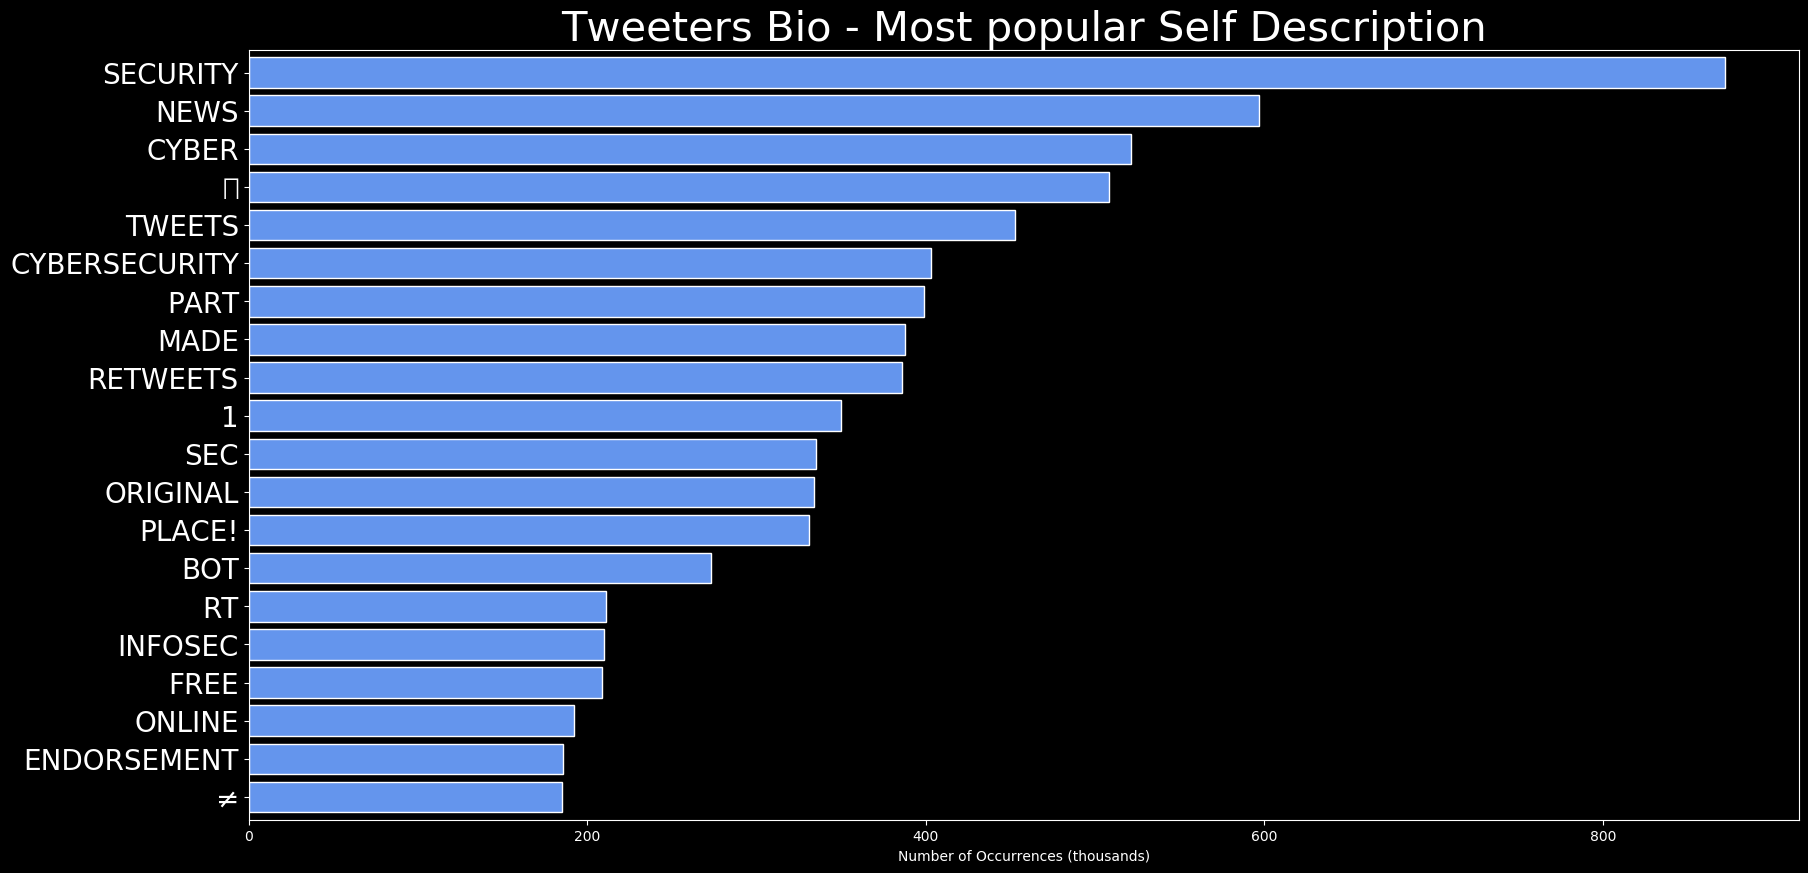 Tweeters Bio - Most popular Self Description
SECURITY
NEWS
CYBER
TWEETS
CYBERSECURITY
PART
MADE
RETWEETS
1
SEC
ORIGINAL
PLACE!
BOT
RT
INFOSEC
FREE
ONLINE
ENDORSEMENT
≠
0 200 400 600 800
Number of Occurrences (thousands)